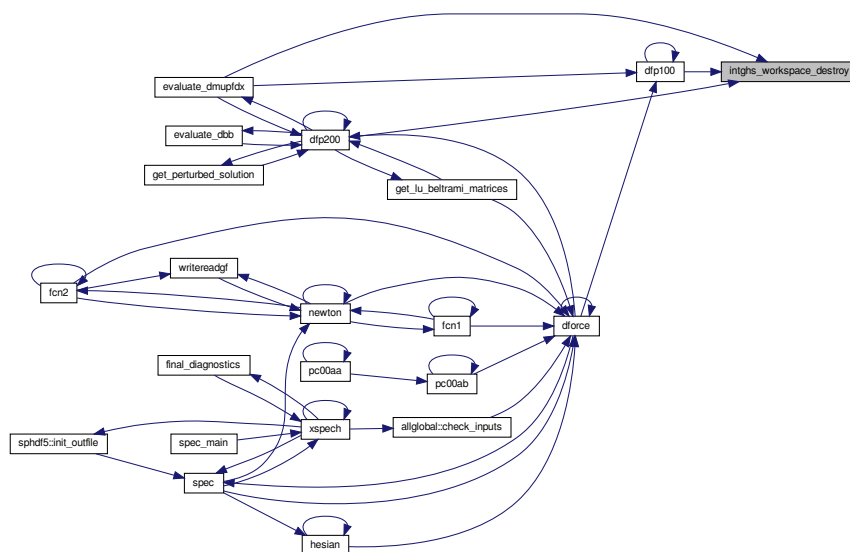 dfp100
intghs_workspace_destroy
evaluate_dmupfdx
evaluate_dbb
dfp200
get_perturbed_solution
get_lu_beltrami_matrices
writereadgf
fcn2
newton
fcn1
dforce
final_diagnostics
pc00aa
pc00ab
sphdf5::init_outfile
spec_main
xspech
allglobal::check_inputs
spec
hesian